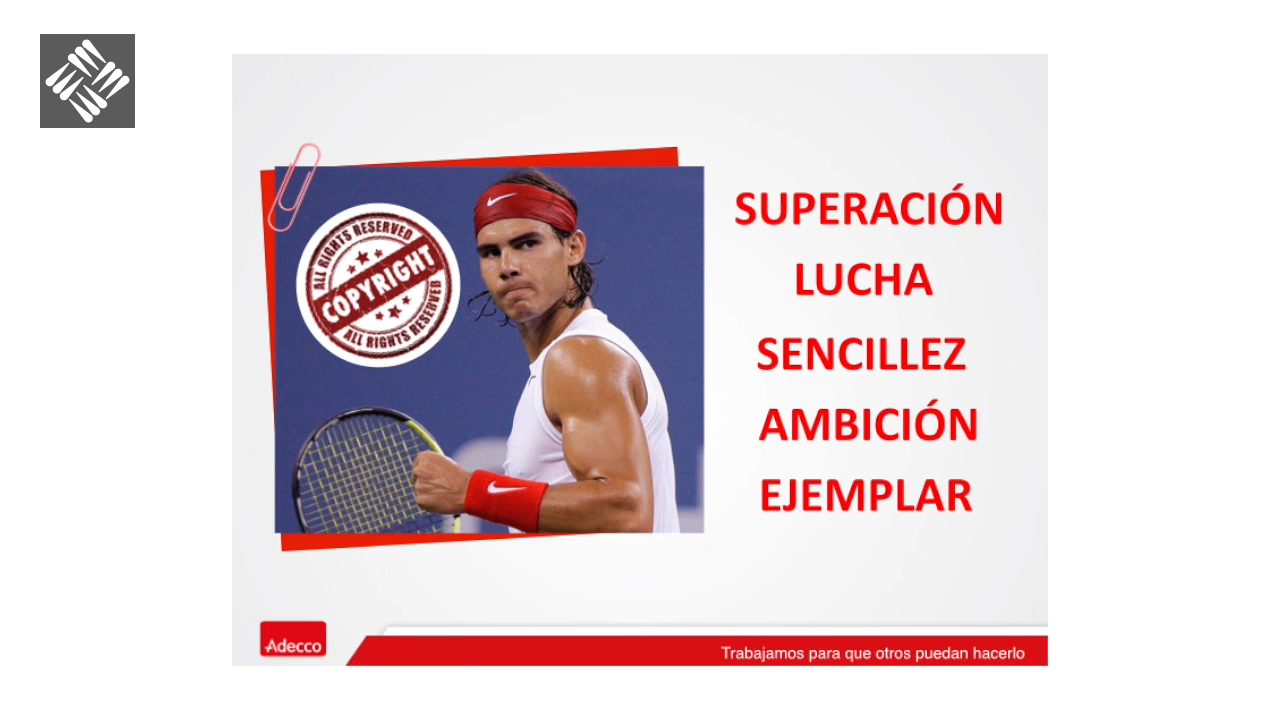 ALL RIGHTS RESERVED
COPYRIGHT
ALL RIGHTS RESERVED
SUPERACIÓN
LUCHA
SENCILLEZ
AMBICIÓN
EJEMPLAR
Adecco
Trabajamos para que otros puedan hacerlo